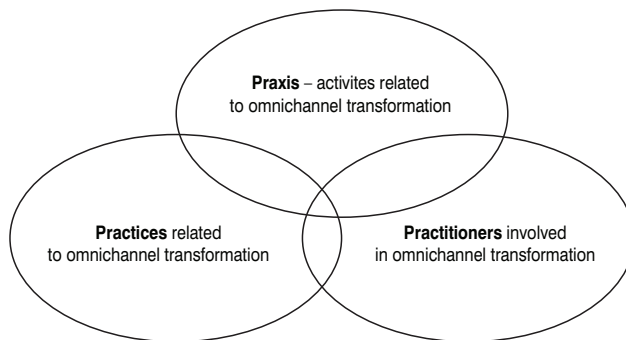 Praxis – activites related
to omnichannel transformation
Practices related
to omnichannel transformation
Practitioners involved
in omnichannel transformation